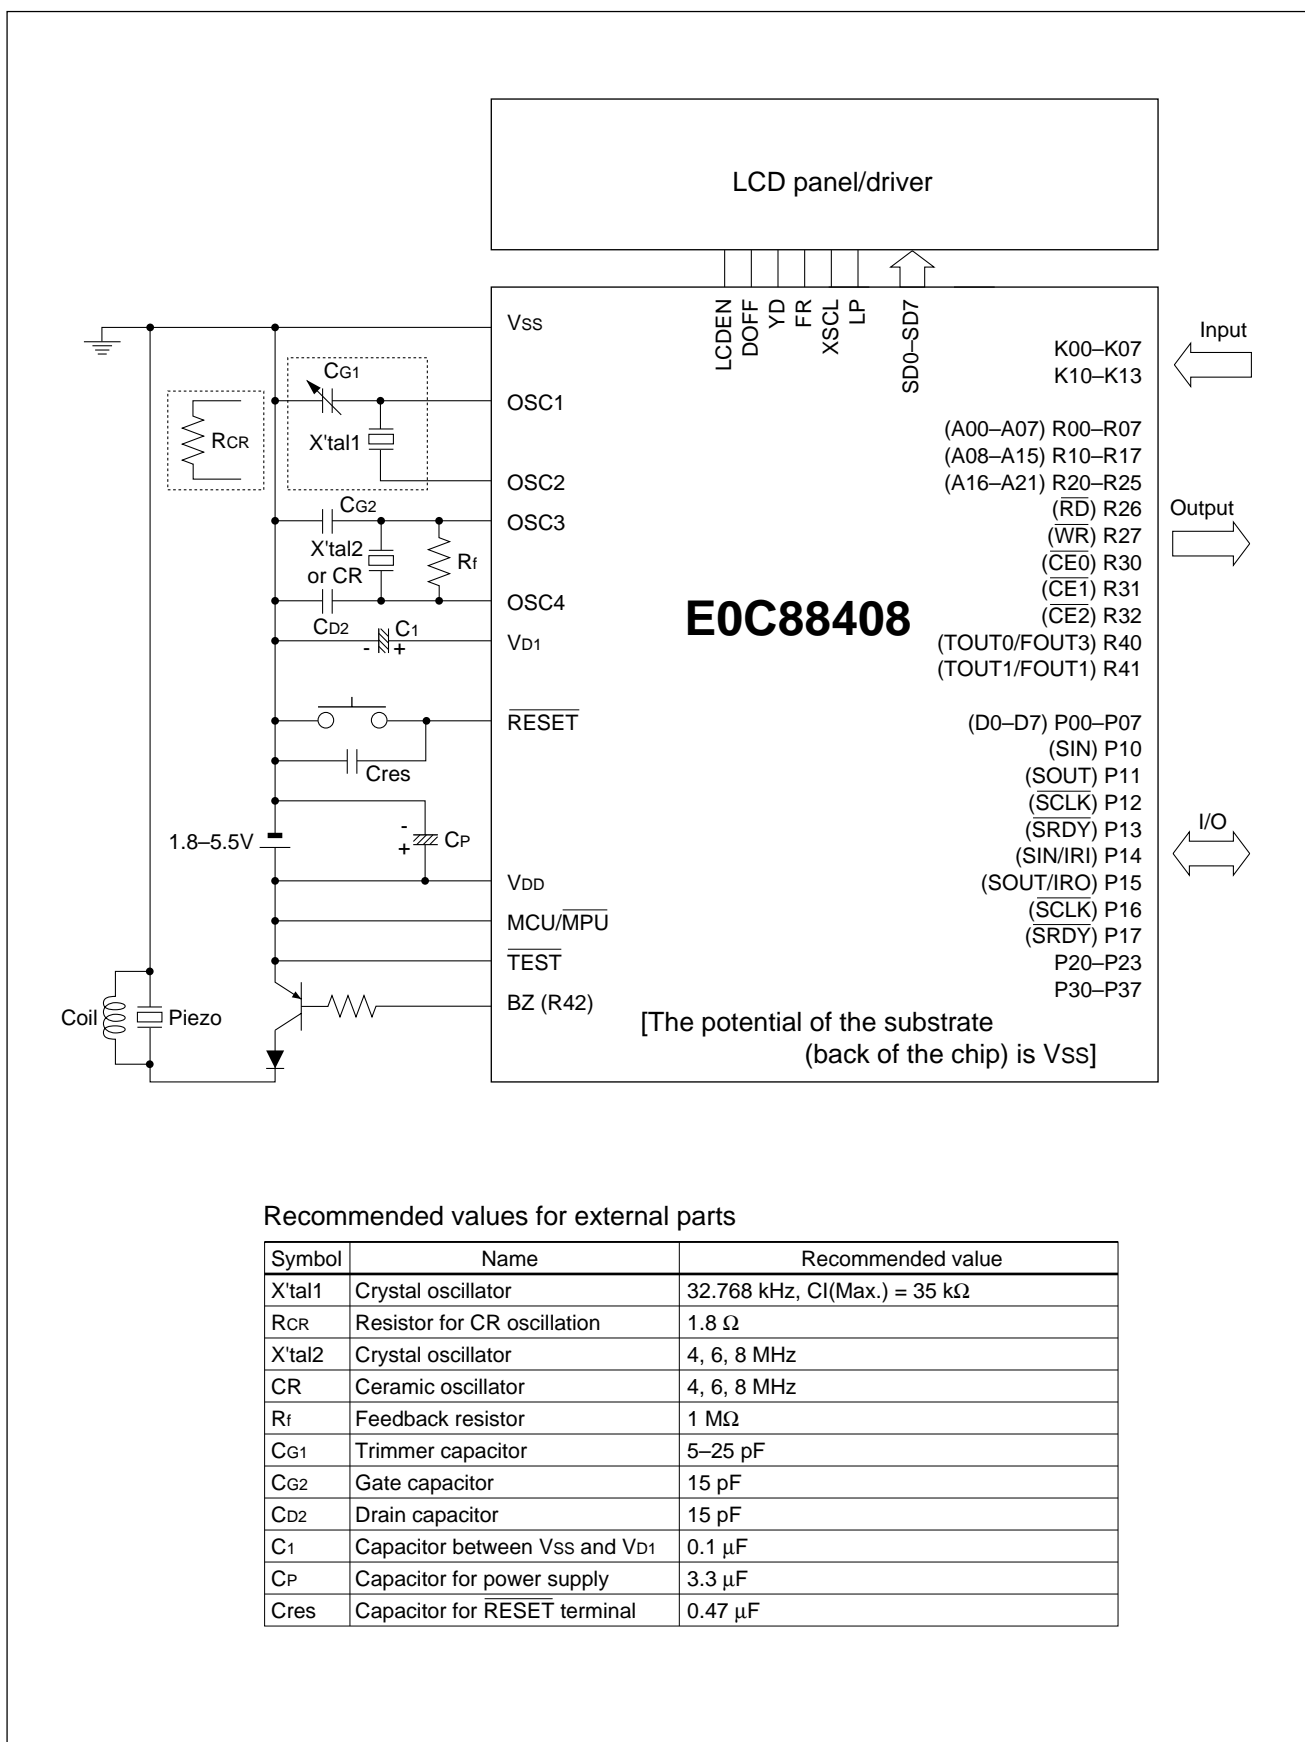 LCD panel/driver
LCDEN
DOFF
YD
FR
XSCL
LP
SD0–SD7
VSS
CG1
OSC1
RCR
X'tal1
OSC2
CG2
OSC3
X'tal2
or CR
Rf
OSC4
CD2
C1
- +
VD1
RESET
Cres
1.8–5.5V
-
+
CP
VDD
MCU/MPU
TEST
BZ (R42)
Coil
Piezo
E0C88408
K00–K07
K10–K13
Input
(A00–A07) R00–R07
(A08–A15) R10–R17
(A16–A21) R20–R25
(RD) R26
(WR) R27
(CE0) R30
(CE1) R31
(CE2) R32
(TOUT0/FOUT3) R40
(TOUT1/FOUT1) R41
Output
(D0–D7) P00–P07
(SIN) P10
(SOUT) P11
(SCLK) P12
(SRDY) P13
(SIN/IRI) P14
(SOUT/IRO) P15
(SCLK) P16
(SRDY) P17
P20–P23
P30–P37
I/O
[The potential of the substrate
(back of the chip) is VSS]
Recommended values for external parts
Symbol Name Recommended value
X'tal1 Crystal oscillator 32.768 kHz, CI(Max.) = 35 kΩ
RCR Resistor for CR oscillation 1.8 Ω
X'tal2 Crystal oscillator 4, 6, 8 MHz
CR Ceramic oscillator 4, 6, 8 MHz
Rf Feedback resistor 1 MΩ
CG1 Trimmer capacitor 5–25 pF
CG2 Gate capacitor 15 pF
CD2 Drain capacitor 15 pF
C1 Capacitor between VSS and VD1 0.1 μF
CP Capacitor for power supply 3.3 μF
Cres Capacitor for RESET terminal 0.47 μF